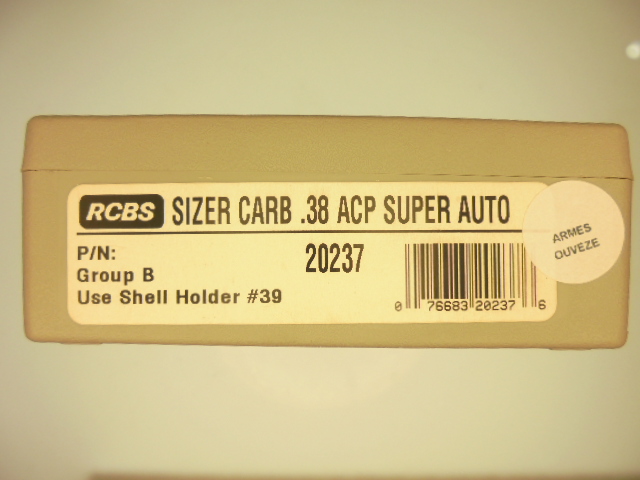 RCBS SIZER CARB .38 ACP SUPER AUTO
P/N: 20237
Group B
Use Shell Holder #39
0 76683 20237 6
ARMES
OUVEZE